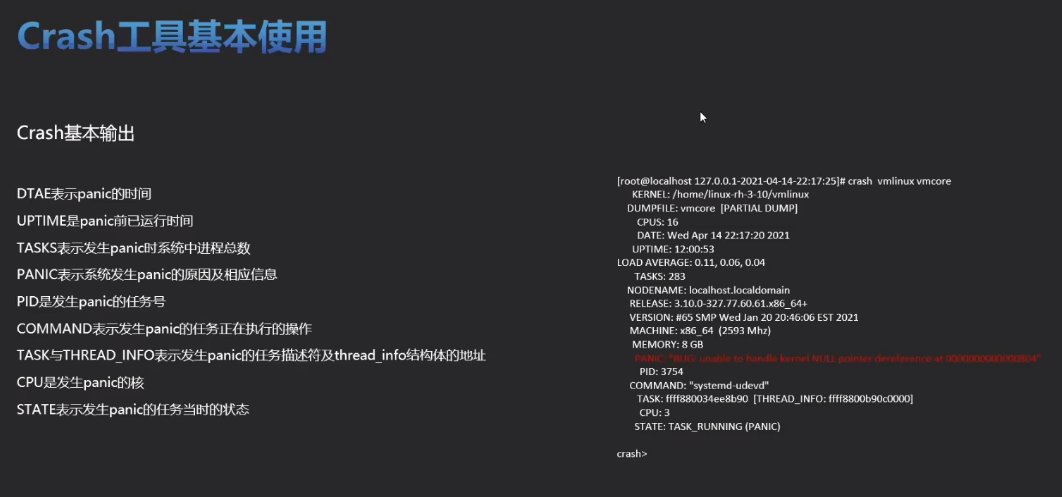 Crash工具基本使用
Crash基本输出
DTAE表示panic的时间
UPTIME是panic前已运行时间
TASKS表示发生panic时系统中进程总数
PANIC表示系统发生panic的原因及相应信息
PID是发生panic的任务号
COMMAND表示发生panic的任务正在执行的操作
TASK与THREAD_INFO表示发生panic的任务描述符及thread_info结构体的地址
CPU是发生panic的核
STATE表示发生panic的任务当时的状态
[root@localhost 127.0.0.1-2021-04-14-22:17:25]# crash vmlinux vmcore
KERNEL: /home/linux-rh-3-10/vmlinux
DUMPFILE: vmcore [PARTIAL DUMP]
CPUS: 16
DATE: Wed Apr 14 22:17:20 2021
UPTIME: 12:00:53
LOAD AVERAGE: 0.11, 0.06, 0.04
TASKS: 283
NODENAME: localhost.localdomain
RELEASE: 3.10.0-327.77.60.61.x86_64+
VERSION: #65 SMP Wed Jan 20 20:46:06 EST 2021
MACHINE: x86_64 (2593 Mhz)
MEMORY: 8 GB
PANIC: "BUG: unable to handle kernel NULL pointer dereference at 0000000000000804"
PID: 3754
COMMAND: "systemd-udevd"
TASK: ffff880034ee8b90 [THREAD_INFO: ffff8800b90c0000]
CPU: 3
STATE: TASK_RUNNING (PANIC)
crash>